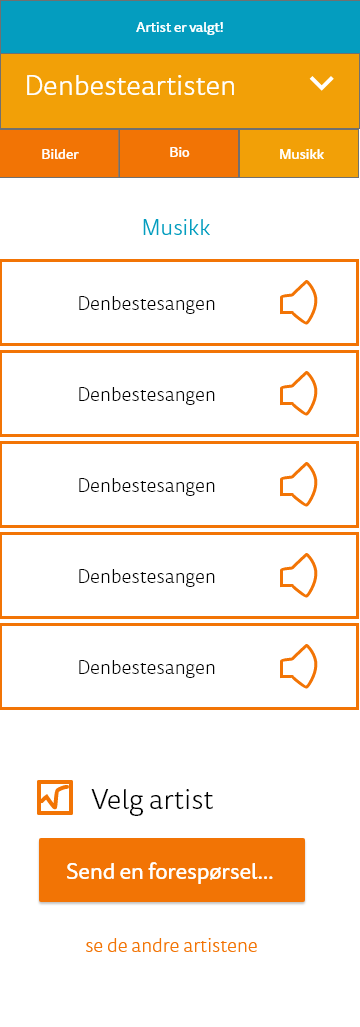 Artist er valgt!
Denbesteartisten
Bilder
Bio
Musikk
Musikk
Denbestesangen
Denbestesangen
Denbestesangen
Denbestesangen
Denbestesangen
Velg artist
Send en forespørsel...
se de andre artistene